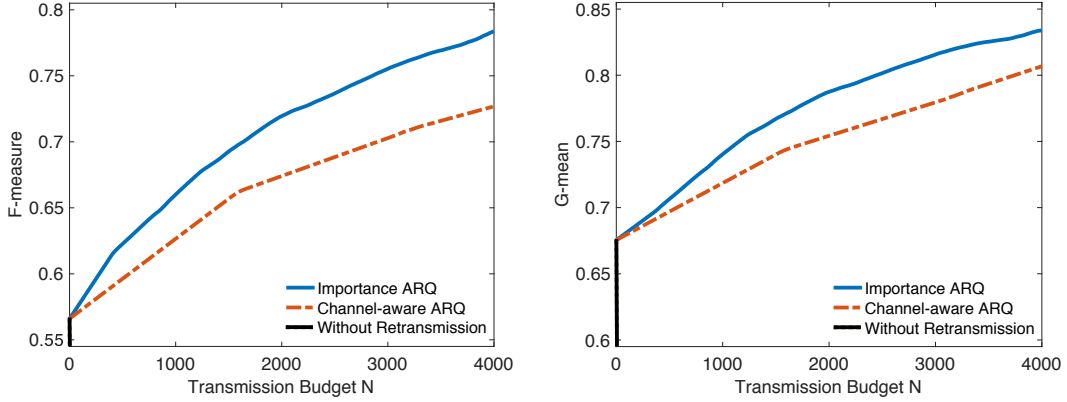 0.8
0.75
0.7
0.65
0.6
0.55
F-measure
0
1000
2000
3000
4000
Transmission Budget N
Importance ARQ
Channel-aware ARQ
Without Retransmission
0.85
0.8
0.75
0.7
0.65
0.6
G-mean
0
1000
2000
3000
4000
Transmission Budget N
Importance ARQ
Channel-aware ARQ
Without Retransmission